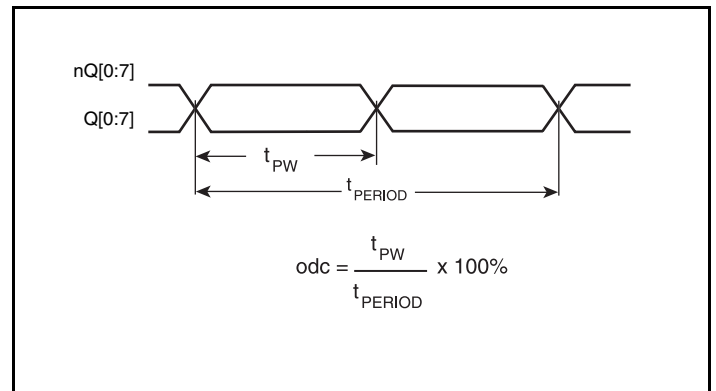 nQ[0:7]
Q[0:7]
tPW
tPERIOD
odc = tPW / tPERIOD x 100%